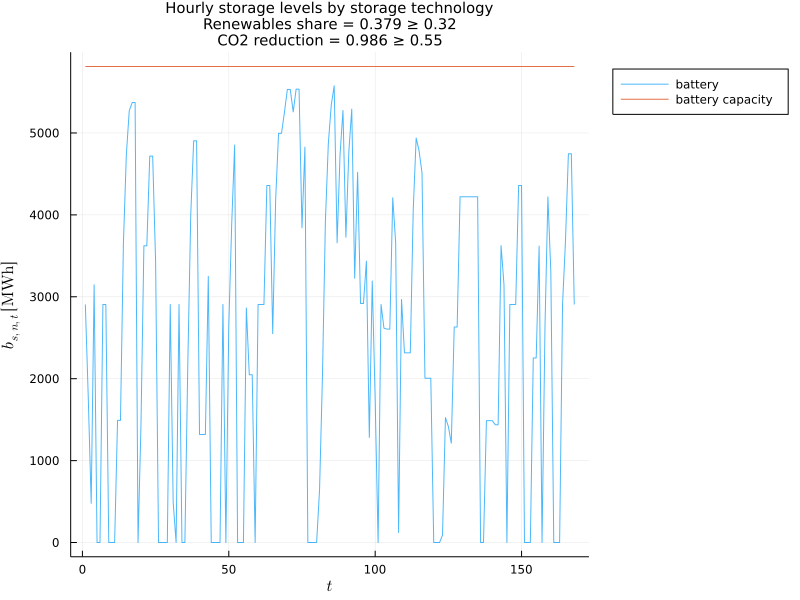 Hourly storage levels by storage technology
Renewables share = 0.379 ≥ 0.32
CO2 reduction = 0.986 ≥ 0.55
battery
battery capacity
b_{s, n, t} [MWh]
5000
4000
3000
2000
1000
0
0 50 100 150
t